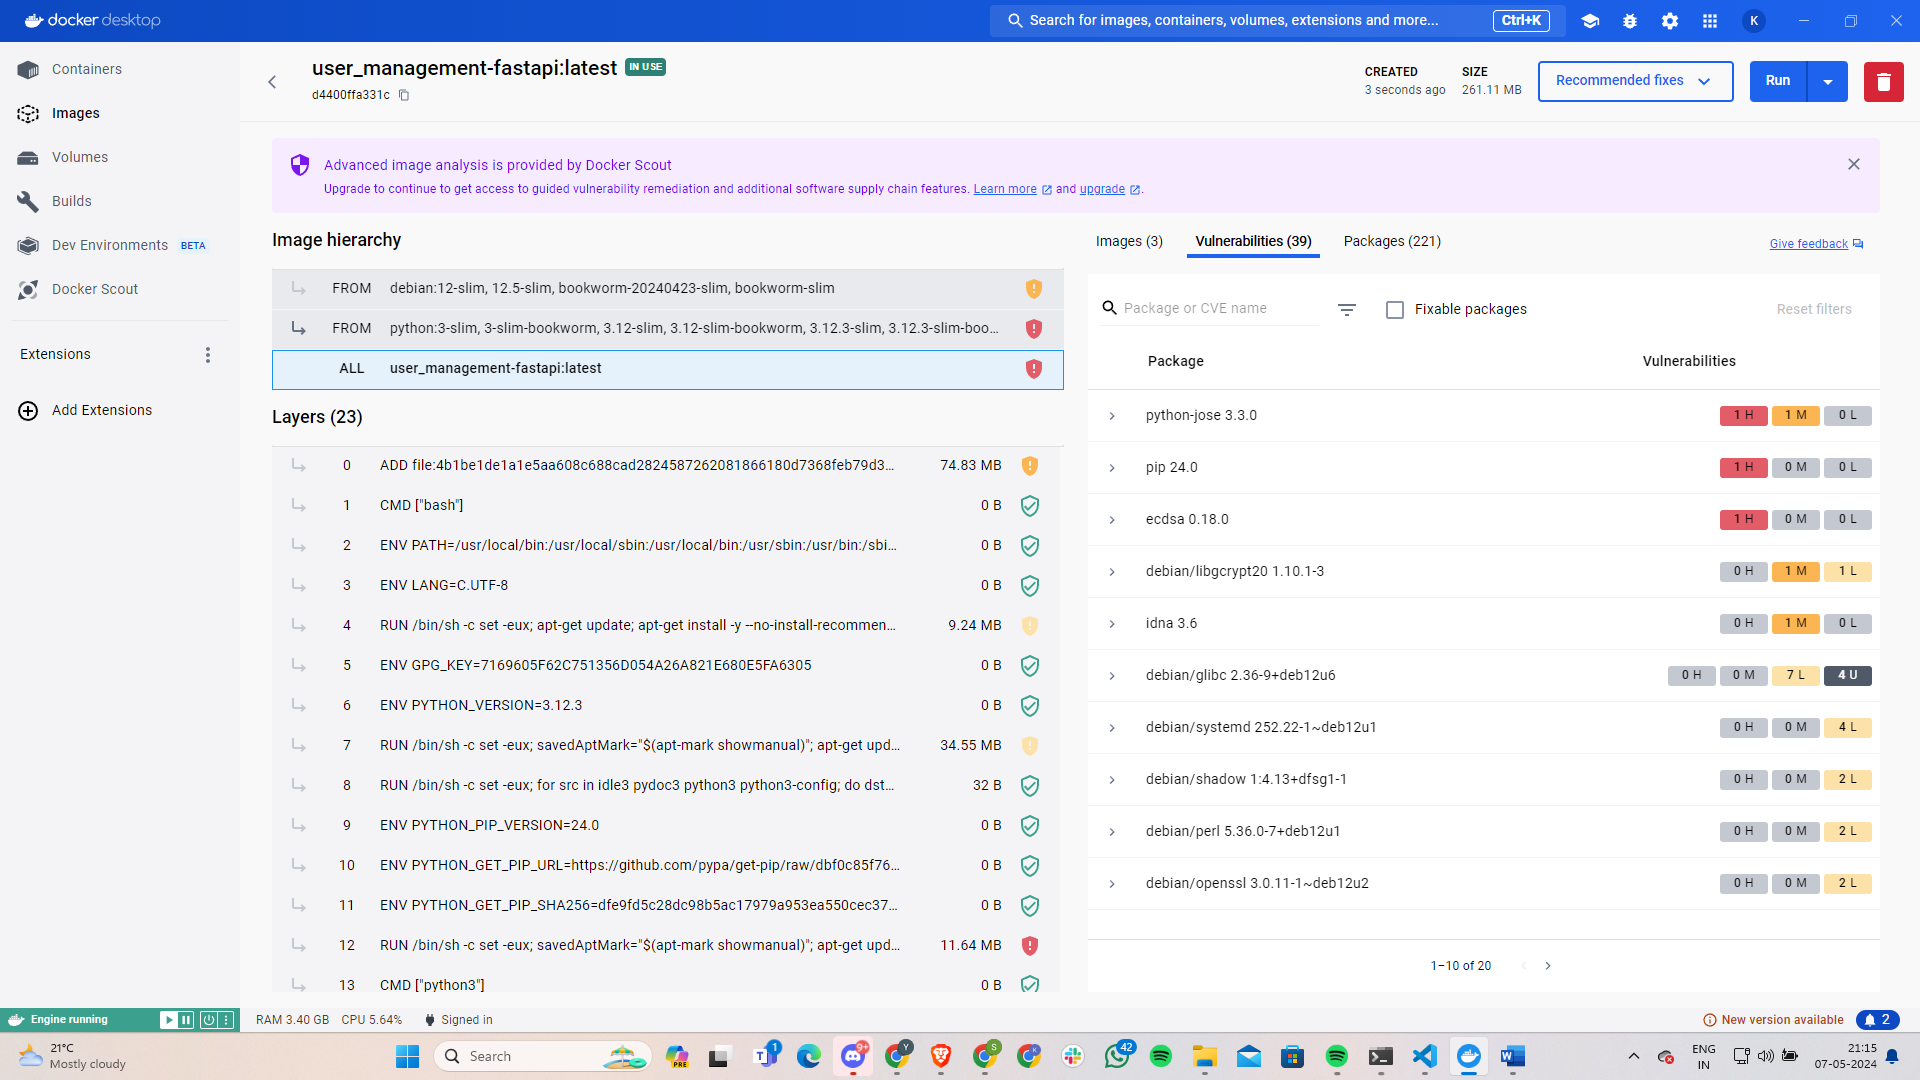 docker desktop
Search for images, containers, volumes, extensions and more...
Ctrl+K
K
Containers
Images
Volumes
Builds
Dev Environments BETA
Docker Scout
Extensions
Add Extensions
user_management-fastapi:latest IN USE
d4400ffa331c
CREATED
3 seconds ago
SIZE
261.11 MB
Recommended fixes
Run
Advanced image analysis is provided by Docker Scout
Upgrade to continue to get access to guided vulnerability remediation and additional software supply chain features. Learn more and upgrade .
Image hierarchy
FROM debian:12-slim, 12.5-slim, bookworm-20240423-slim, bookworm-slim
FROM python:3-slim, 3-slim-bookworm, 3.12-slim, 3.12-slim-bookworm, 3.12.3-slim, 3.12.3-slim-boo...
ALL user_management-fastapi:latest
Layers (23)
0 ADD file:4b1be1de1a1e5aa608c688cad2824587262081866180d7368feb79d3... 74.83 MB
1 CMD ["bash"] 0 B
2 ENV PATH=/usr/local/bin:/usr/local/sbin:/usr/local/bin:/usr/sbin:/usr/bin:/sbi... 0 B
3 ENV LANG=C.UTF-8 0 B
4 RUN /bin/sh -c set -eux; apt-get update; apt-get install -y --no-install-recommen... 9.24 MB
5 ENV GPG_KEY=7169605F62C751356D054A26A821E680E5FA6305 0 B
6 ENV PYTHON_VERSION=3.12.3 0 B
7 RUN /bin/sh -c set -eux; savedAptMark="$(apt-mark showmanual)"; apt-get upd... 34.55 MB
8 RUN /bin/sh -c set -eux; for src in idle3 pydoc3 python3 python3-config; do dst... 32 B
9 ENV PYTHON_PIP_VERSION=24.0 0 B
10 ENV PYTHON_GET_PIP_URL=https://github.com/pypa/get-pip/raw/dbf0c85f76... 0 B
11 ENV PYTHON_GET_PIP_SHA256=dfe9fd5c28dc98b5ac17979a953ea550cec37... 0 B
12 RUN /bin/sh -c set -eux; savedAptMark="$(apt-mark showmanual)"; apt-get upd... 11.64 MB
13 CMD ["python3"] 0 B
Images (3)
Vulnerabilities (39)
Packages (221)
Give feedback
Package or CVE name
Fixable packages
Reset filters
Package Vulnerabilities
python-jose 3.3.0 1 H 1 M 0 L
pip 24.0 1 H 0 M 0 L
ecdsa 0.18.0 1 H 0 M 0 L
debian/libgcrypt20 1.10.1-3 0 H 1 M 1 L
idna 3.6 0 H 1 M 0 L
debian/glibc 2.36-9+deb12u6 0 H 0 M 7 L 4 U
debian/systemd 252.22-1~deb12u1 0 H 0 M 4 L
debian/shadow 1:4.13+dfsg1-1 0 H 0 M 2 L
debian/perl 5.36.0-7+deb12u1 0 H 0 M 2 L
debian/openssl 3.0.11-1~deb12u2 0 H 0 M 2 L
1–10 of 20
Engine running
RAM 3.40 GB CPU 5.64% Signed in
New version available 2
21°C
Mostly cloudy
Search
PRE
1
9+
Y
S
42
ENG
IN
21:15
07-05-2024